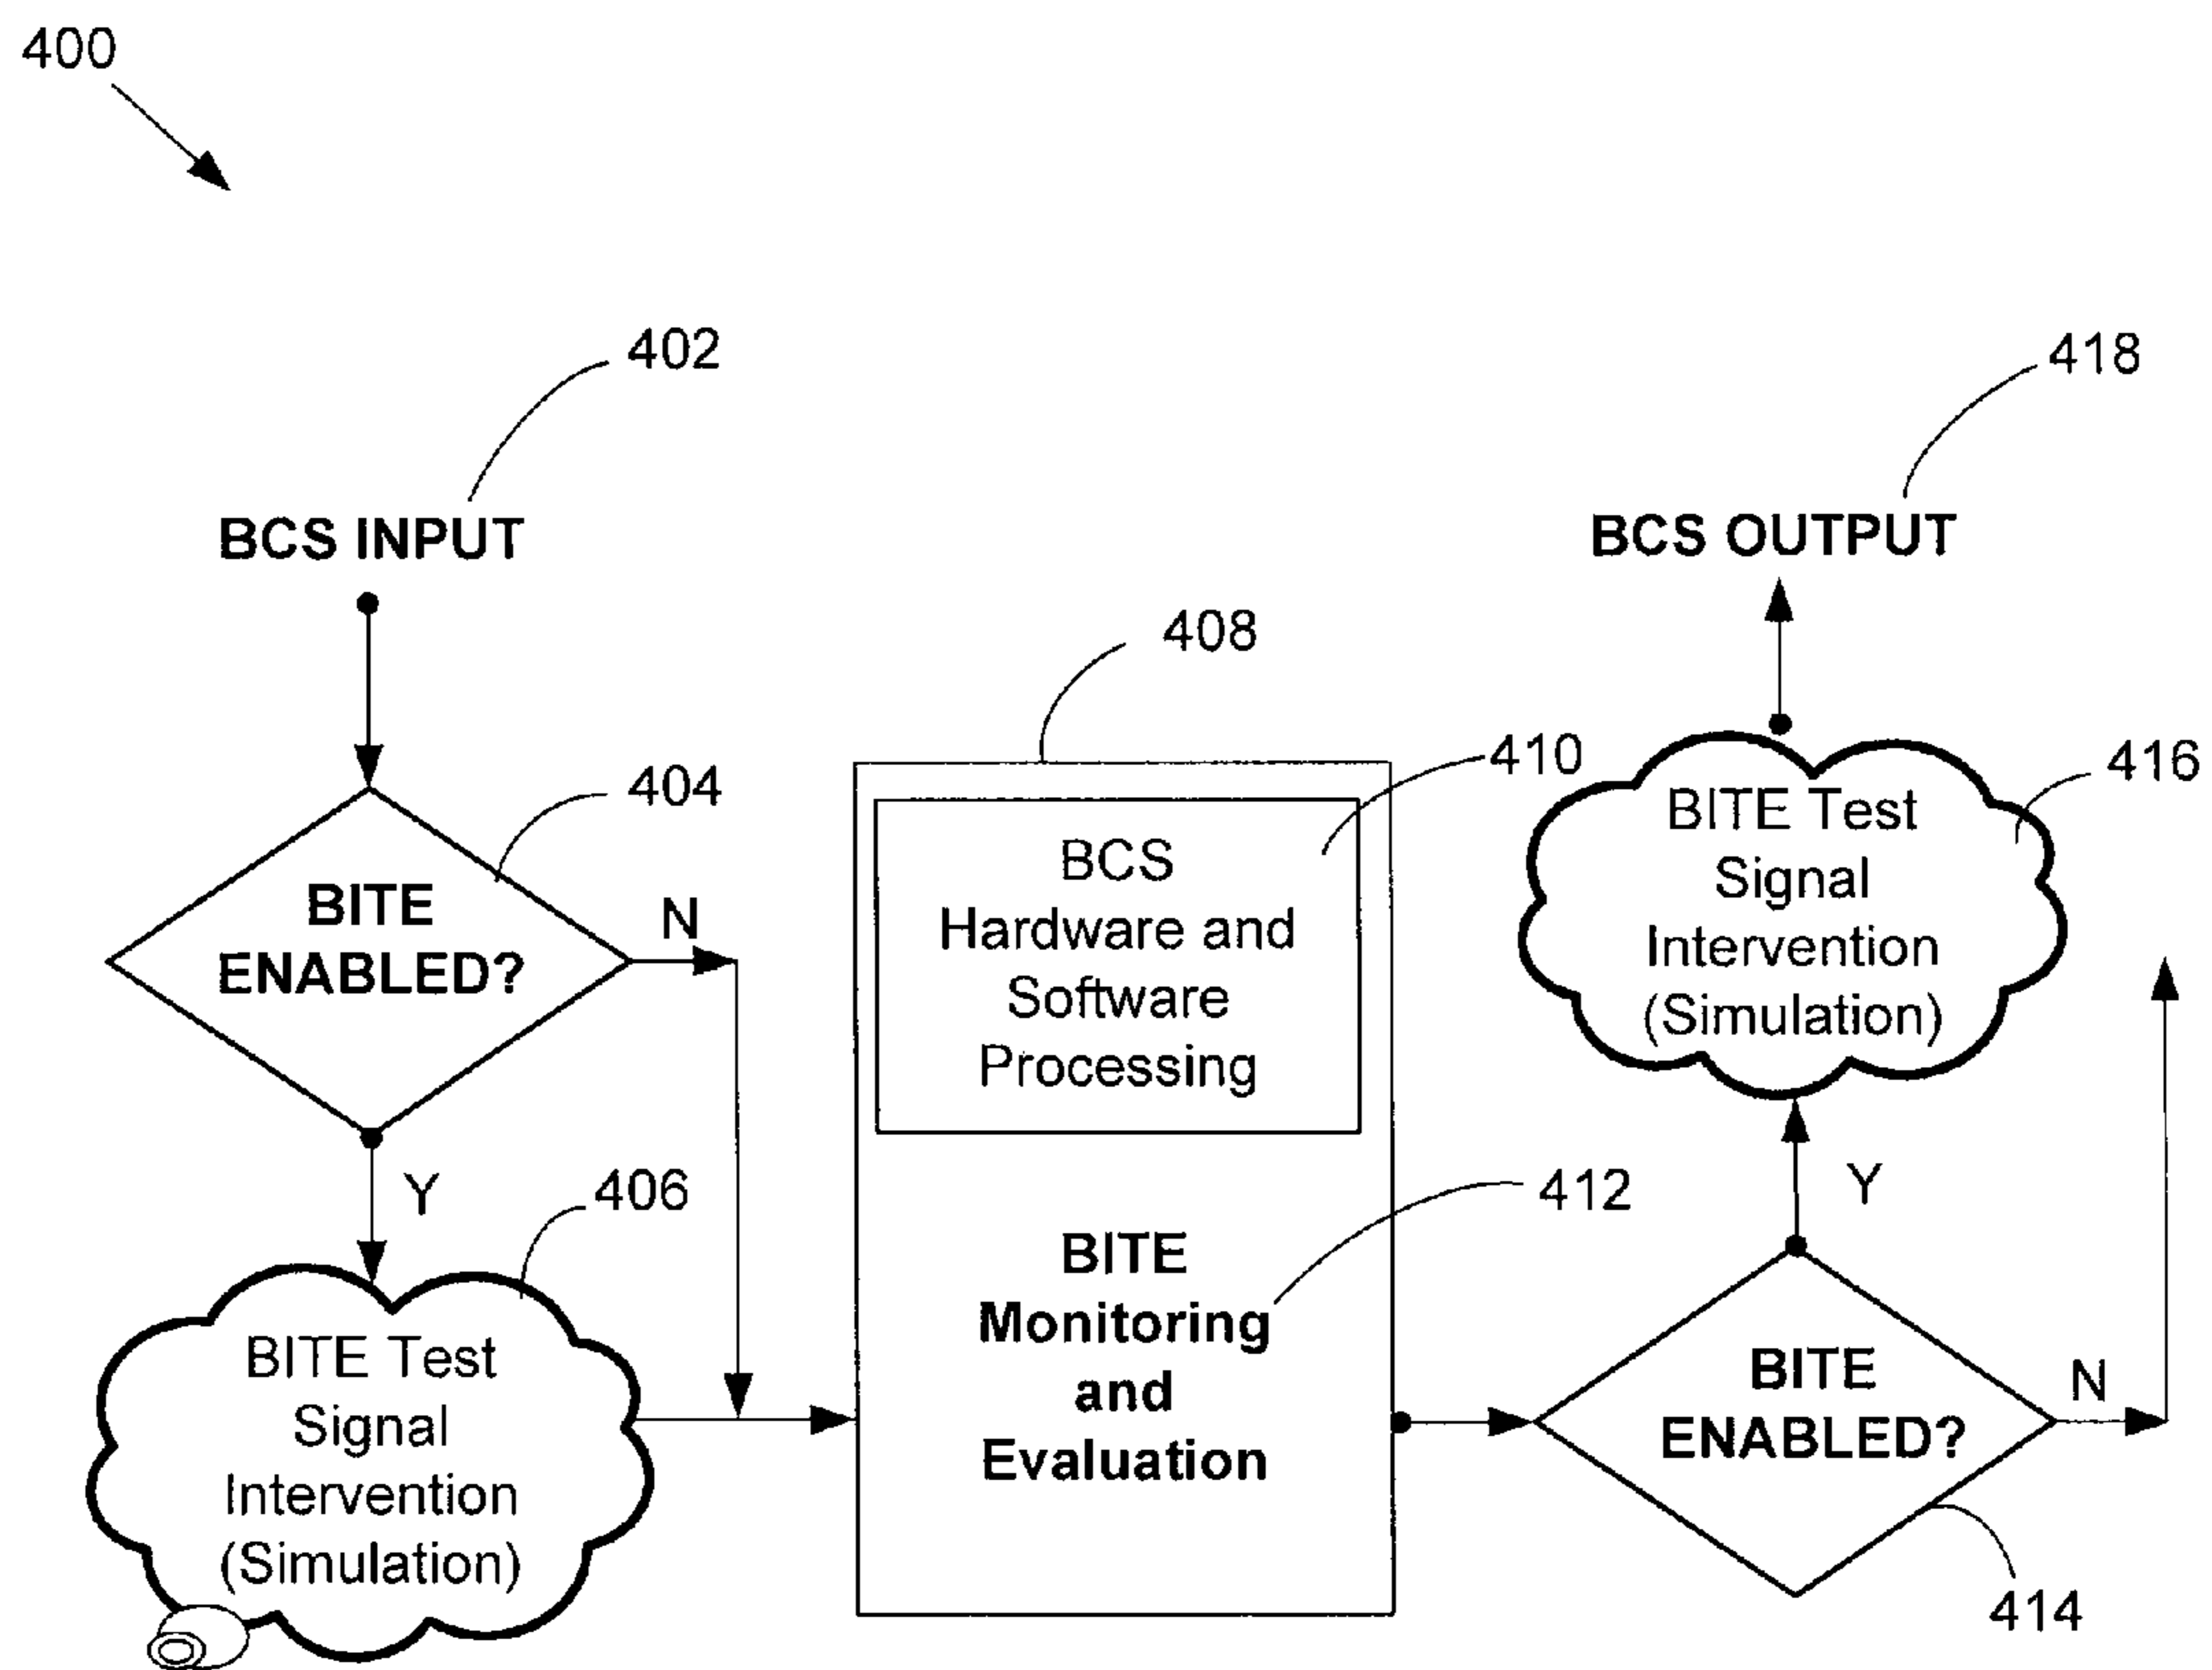 400
402
BCS INPUT
404
BITE
ENABLED?
N
Y
406
BITE Test
Signal
Intervention
(Simulation)
408
410
BCS
Hardware and
Software
Processing
412
BITE
Monitoring
and
Evaluation
418
BCS OUTPUT
416
BITE Test
Signal
Intervention
(Simulation)
Y
BITE
ENABLED?
N
414